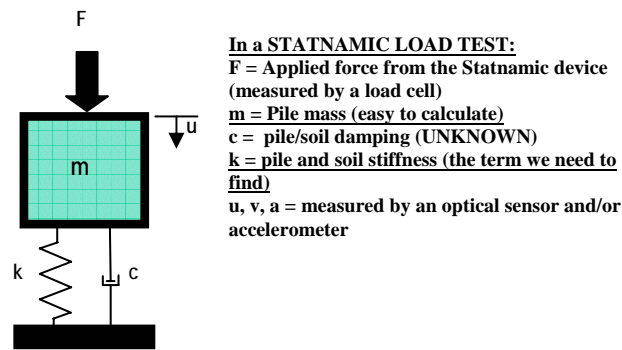 F
u
m
k
c
In a STATNAMIC LOAD TEST:
F = Applied force from the Statnamic device
(measured by a load cell)
m = Pile mass (easy to calculate)
c = pile/soil damping (UNKNOWN)
k = pile and soil stiffness (the term we need to
find)
u, v, a = measured by an optical sensor and/or
accelerometer